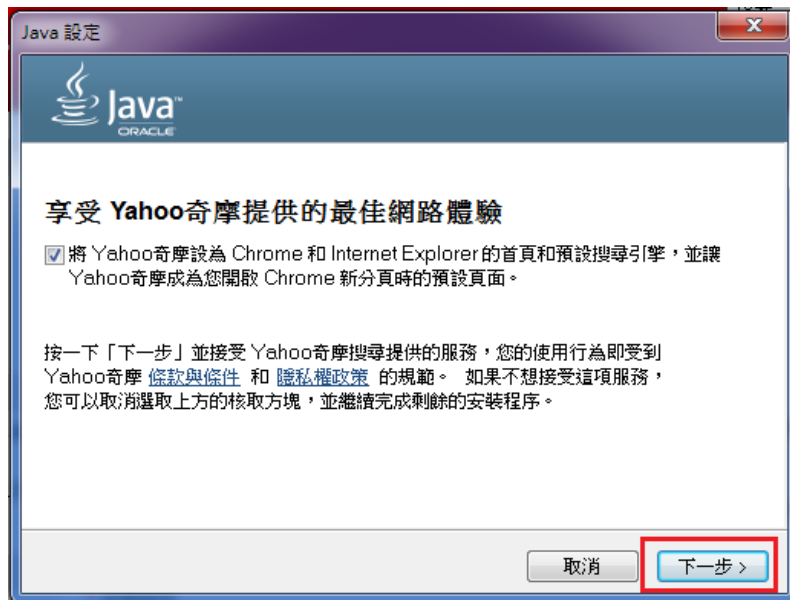 Java 設定
Java™
ORACLE
享受 Yahoo奇摩提供的最佳網路體驗
將 Yahoo奇摩設為 Chrome 和 Internet Explorer 的首頁和預設搜尋引擎，並讓
Yahoo奇摩成為您開啟 Chrome 新分頁時的預設頁面。
按一下「下一步」並接受 Yahoo奇摩搜尋提供的服務，您的使用行為即受到
Yahoo奇摩 條款與條件 和 隱私權政策 的規範。 如果不想接受這項服務，
您可以取消選取上方的核取方塊，並繼續完成剩餘的安裝程序。
取消
下一步 >